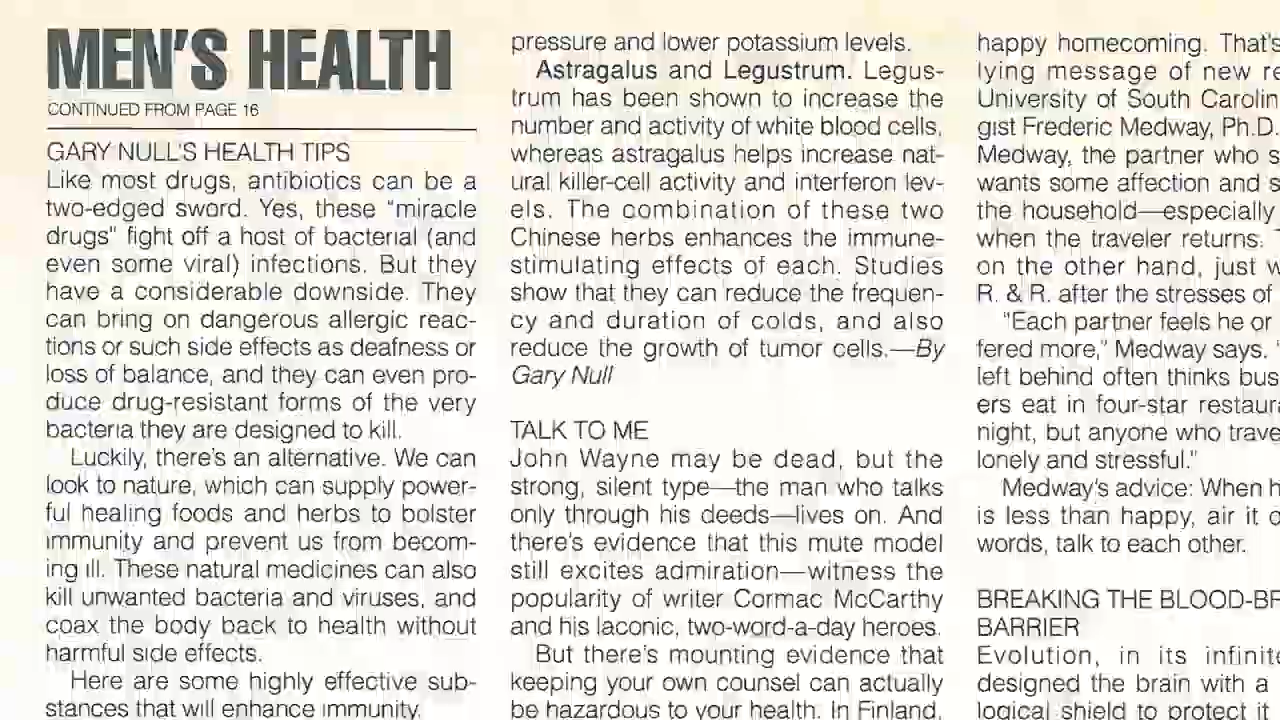 MEN'S HEALTH
CONTINUED FROM PAGE 16
GARY NULL'S HEALTH TIPS
Like most drugs, antibiotics can be a
two-edged sword. Yes, these "miracle
drugs" fight off a host of bacterial (and
even some viral) infections. But they
have a considerable downside. They
can bring on dangerous allergic reac-
tions or such side effects as deafness or
loss of balance, and they can even pro-
duce drug-resistant forms of the very
bacteria they are designed to kill.
Luckily, there's an alternative. We can
look to nature, which can supply power-
ful healing foods and herbs to bolster
immunity and prevent us from becom-
ing ill. These natural medicines can also
kill unwanted bacteria and viruses, and
coax the body back to health without
harmful side effects.
Here are some highly effective sub-
stances that will enhance immunity.
pressure and lower potassium levels.
Astragalus and Legustrum. Legus-
trum has been shown to increase the
number and activity of white blood cells,
whereas astragalus helps increase nat-
ural killer-cell activity and interferon lev-
els. The combination of these two
Chinese herbs enhances the immune-
stimulating effects of each. Studies
show that they can reduce the frequen-
cy and duration of colds, and also
reduce the growth of tumor cells.—By
Gary Null
TALK TO ME
John Wayne may be dead, but the
strong, silent type—the man who talks
only through his deeds—lives on. And
there's evidence that this mute model
still excites admiration—witness the
popularity of writer Cormac McCarthy
and his laconic, two-word-a-day heroes.
But there's mounting evidence that
keeping your own counsel can actually
be hazardous to your health. In Finland,
happy homecoming. That's
lying message of new re
University of South Carolin
gist Frederic Medway, Ph.D.
Medway, the partner who s
wants some affection and s
the household—especially
when the traveler returns.
on the other hand, just w
R. & R. after the stresses of
"Each partner feels he or
fered more," Medway says. "
left behind often thinks bus
ers eat in four-star restaur
night, but anyone who trave
lonely and stressful."
Medway's advice: When h
is less than happy, air it o
words, talk to each other.
BREAKING THE BLOOD-BR
BARRIER
Evolution, in its infinite
designed the brain with a
logical shield to protect it